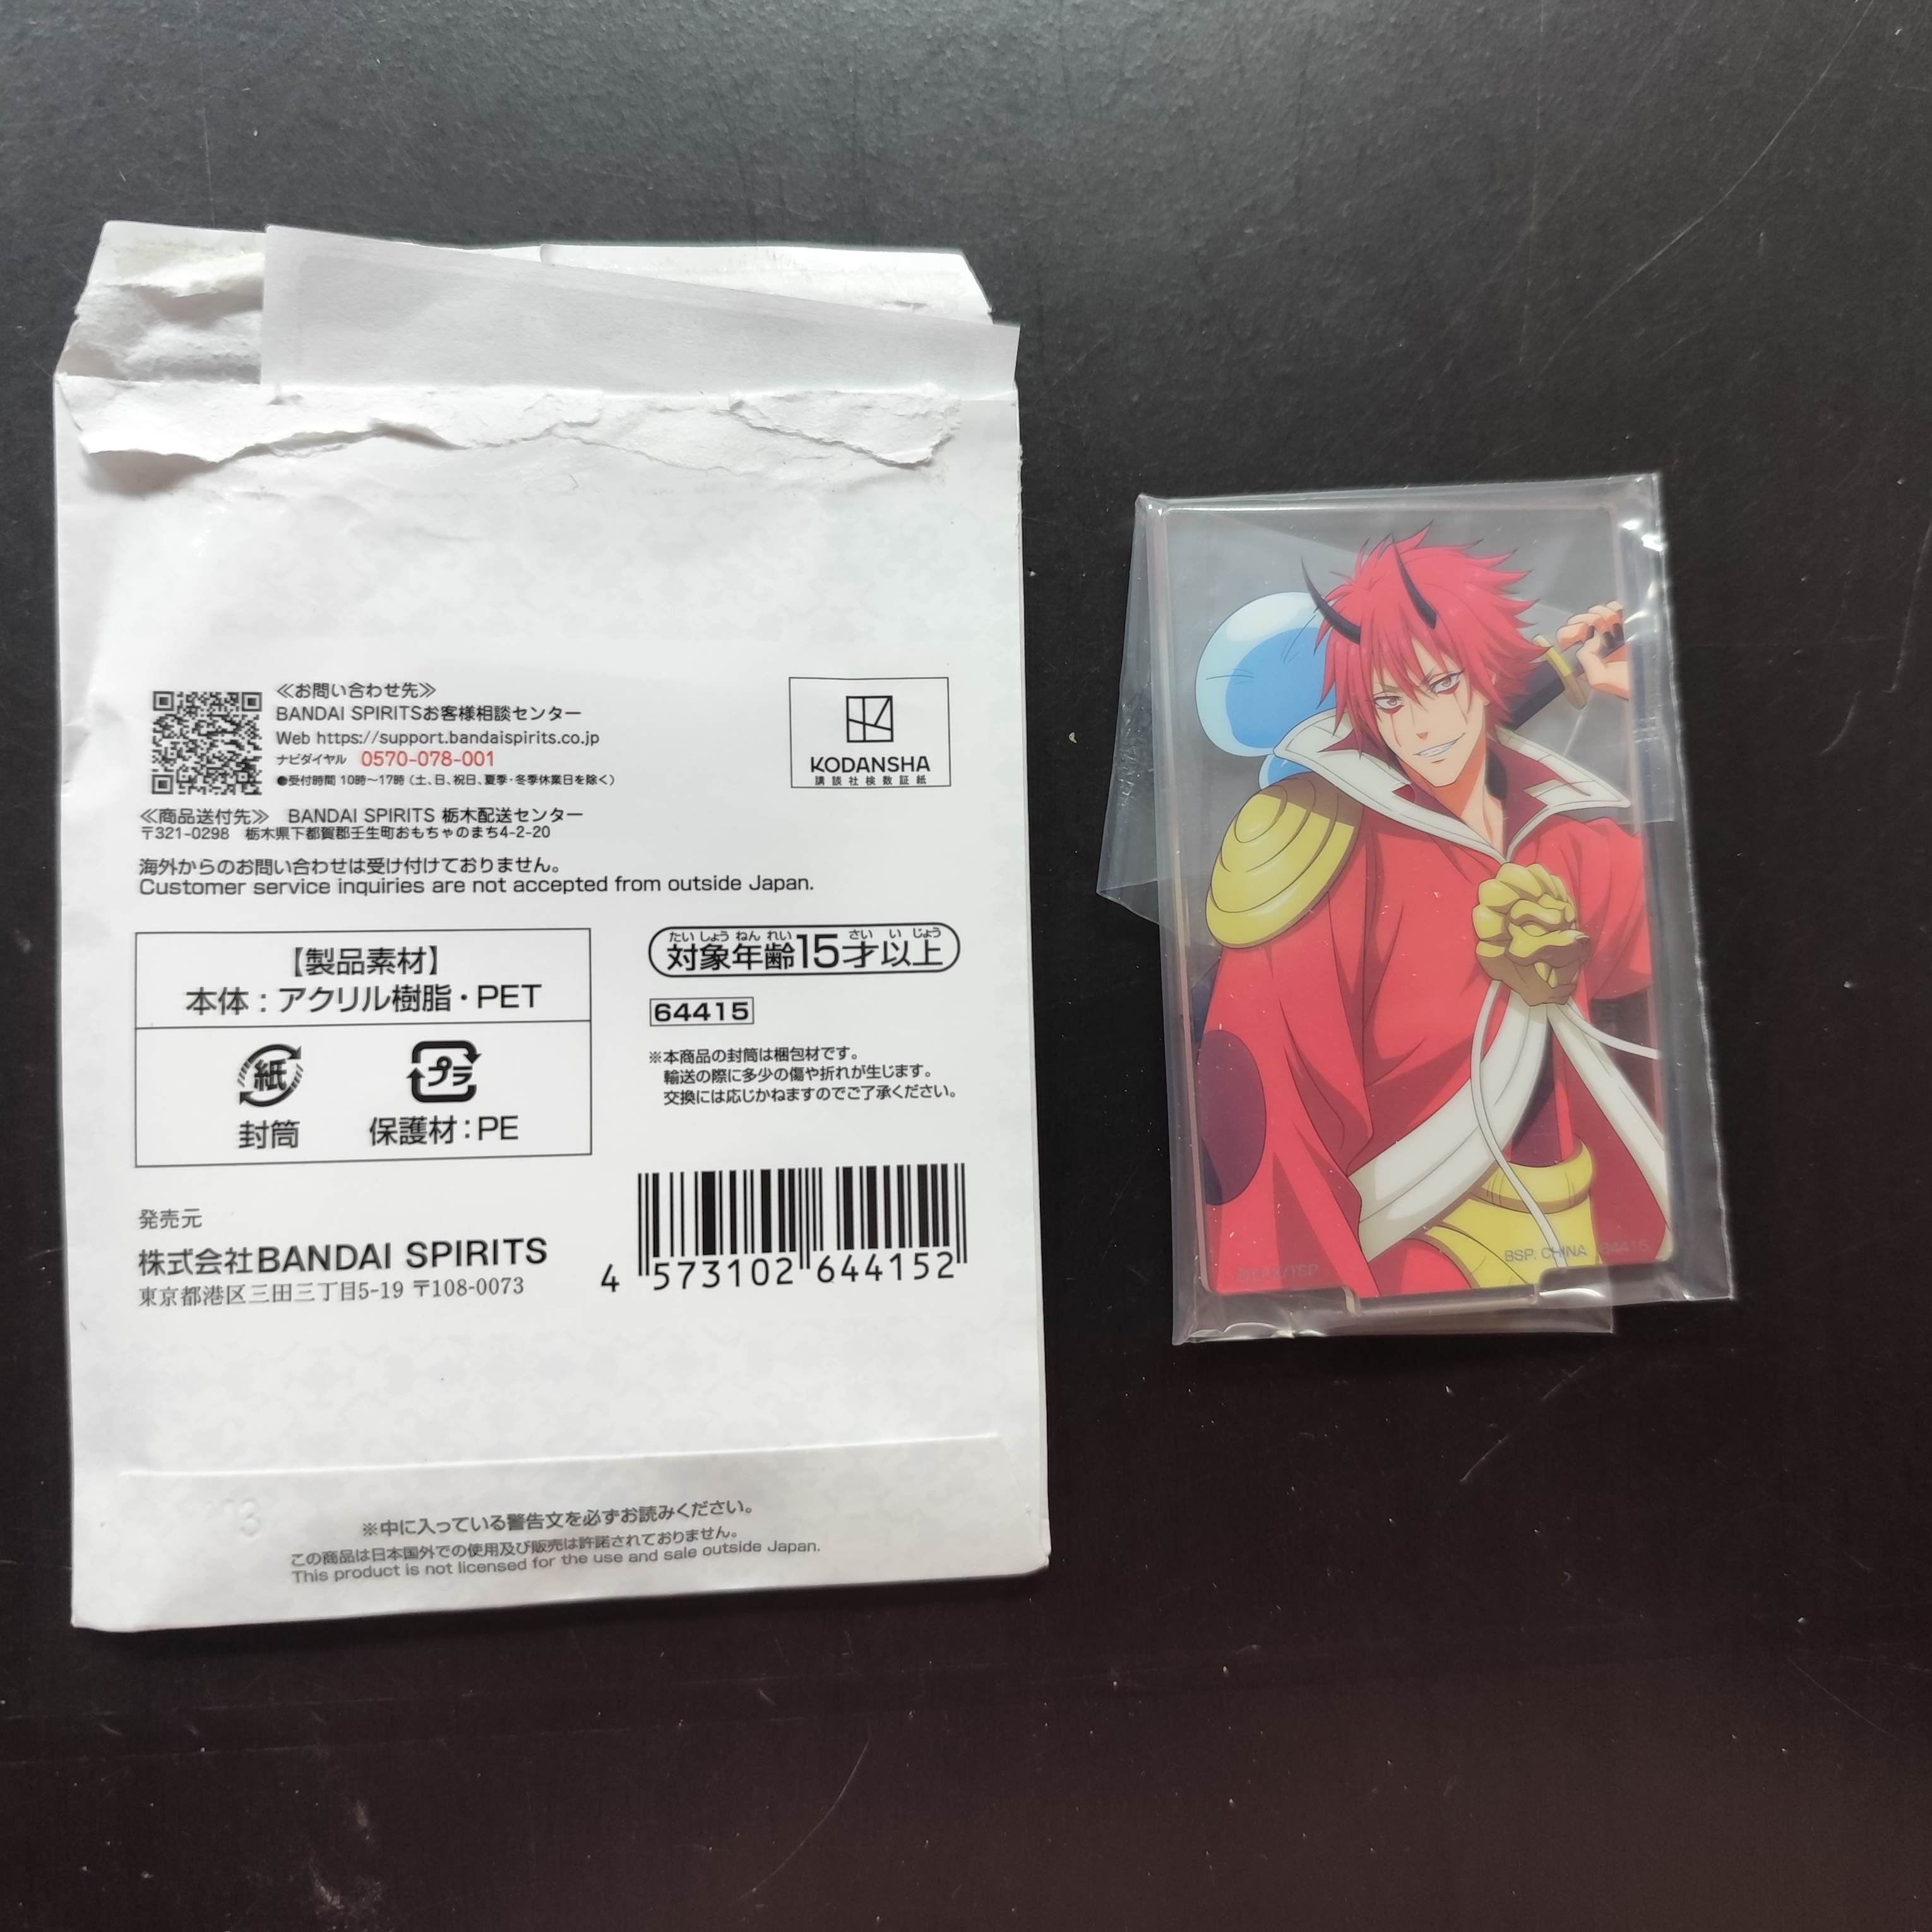 ≪お問い合わせ先≫
BANDAI SPIRITSお客様相談センター
Web https://support.bandaispirits.co.jp
ナビダイヤル 0570-078-001
●受付時間 10時～17時（土、日、祝日、夏季・冬季休業日を除く）
≪商品送付先≫ BANDAI SPIRITS 栃木配送センター
〒321-0298 栃木県下都賀郡壬生町おもちゃのまち4-2-20
海外からのお問い合わせは受け付けておりません。
Customer service inquiries are not accepted from outside Japan.
KODANSHA
講談社検数証紙
【製品素材】
本体：アクリル樹脂・PET
紙
プラ
封筒
保護材：PE
たいしょうねんれい さいいじょう
対象年齢15才以上
64415
※本商品の封筒は梱包材です。
輸送の際に多少の傷や折れが生じます。
交換には応じかねますのでご了承ください。
発売元
株式会社BANDAI SPIRITS
東京都港区三田三丁目5-19 〒108-0073
4 573102 644152
※中に入っている警告文を必ずお読みください。
この商品は日本国外での使用及び販売は許諾されておりません。
This product is not licensed for the use and sale outside Japan.
BSP. CHINA 64415